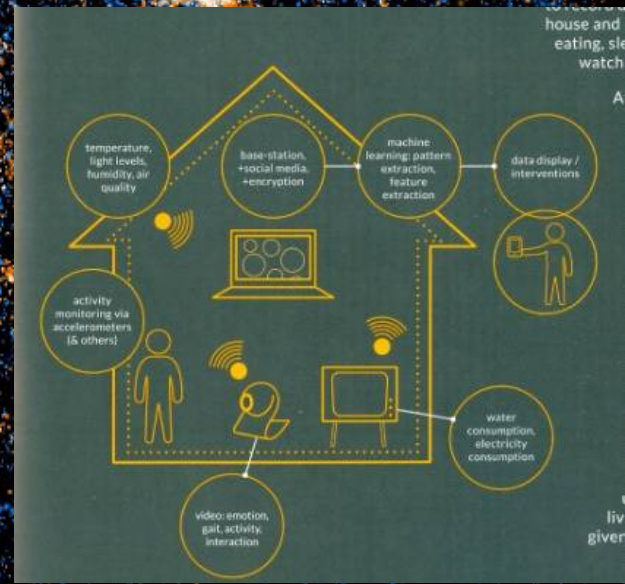 house and
eating, sle
watch
A
temperature,
light levels,
humidity, air
quality
base-station,
+social media,
+encryption
machine
learning: pattern
extraction,
feature
extraction
data display /
interventions
activity
monitoring via
accelerometers
(& others)
water
consumption,
electricity
consumption
video: emotion,
gait, activity,
interaction
u
liv
given